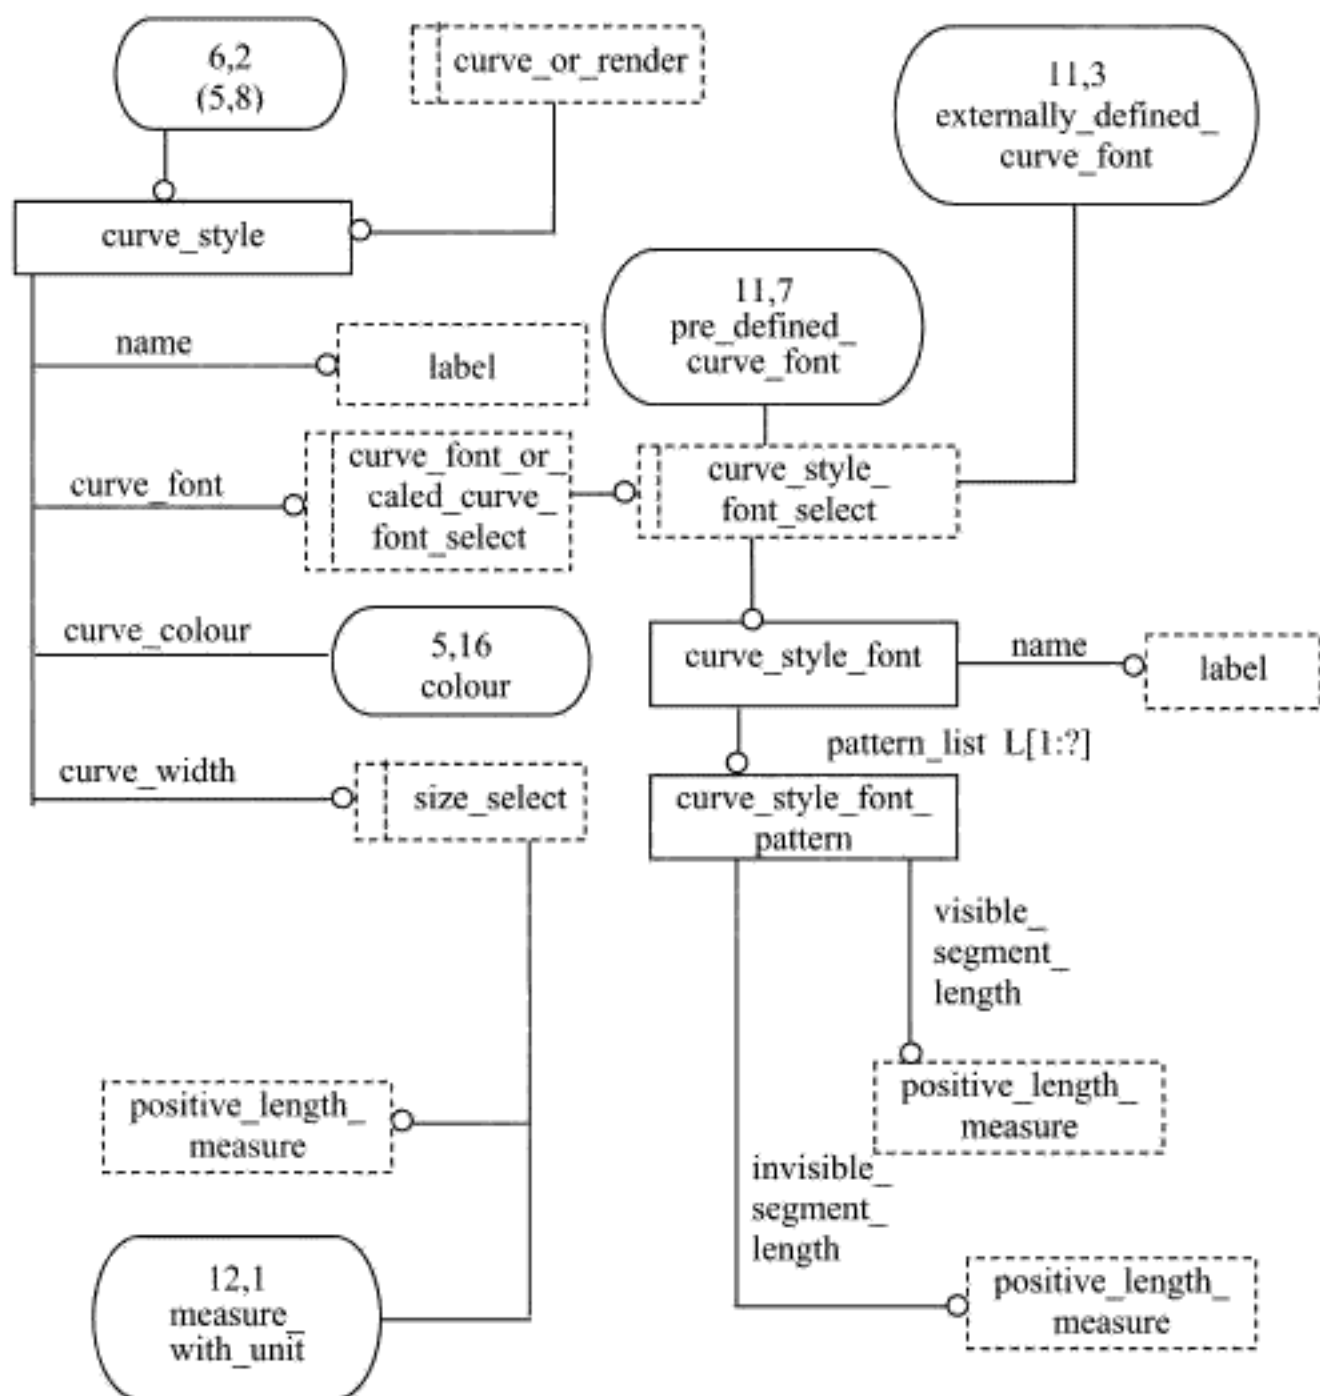 6,2
(5,8)
curve_or_render
11,3
externally_defined_
curve_font
curve_style
11,7
pre_defined_
curve_font
name
label
curve_font
curve_font_or_
caled_curve_
font_select
curve_style_
font_select
curve_colour
5,16
colour
curve_style_font
name
label
pattern_list L[1:?]
curve_width
size_select
curve_style_font_
pattern
visible_
segment_
length
positive_length_
measure
positive_length_
measure
invisible_
segment_
length
12,1
measure_
with_unit
positive_length_
measure